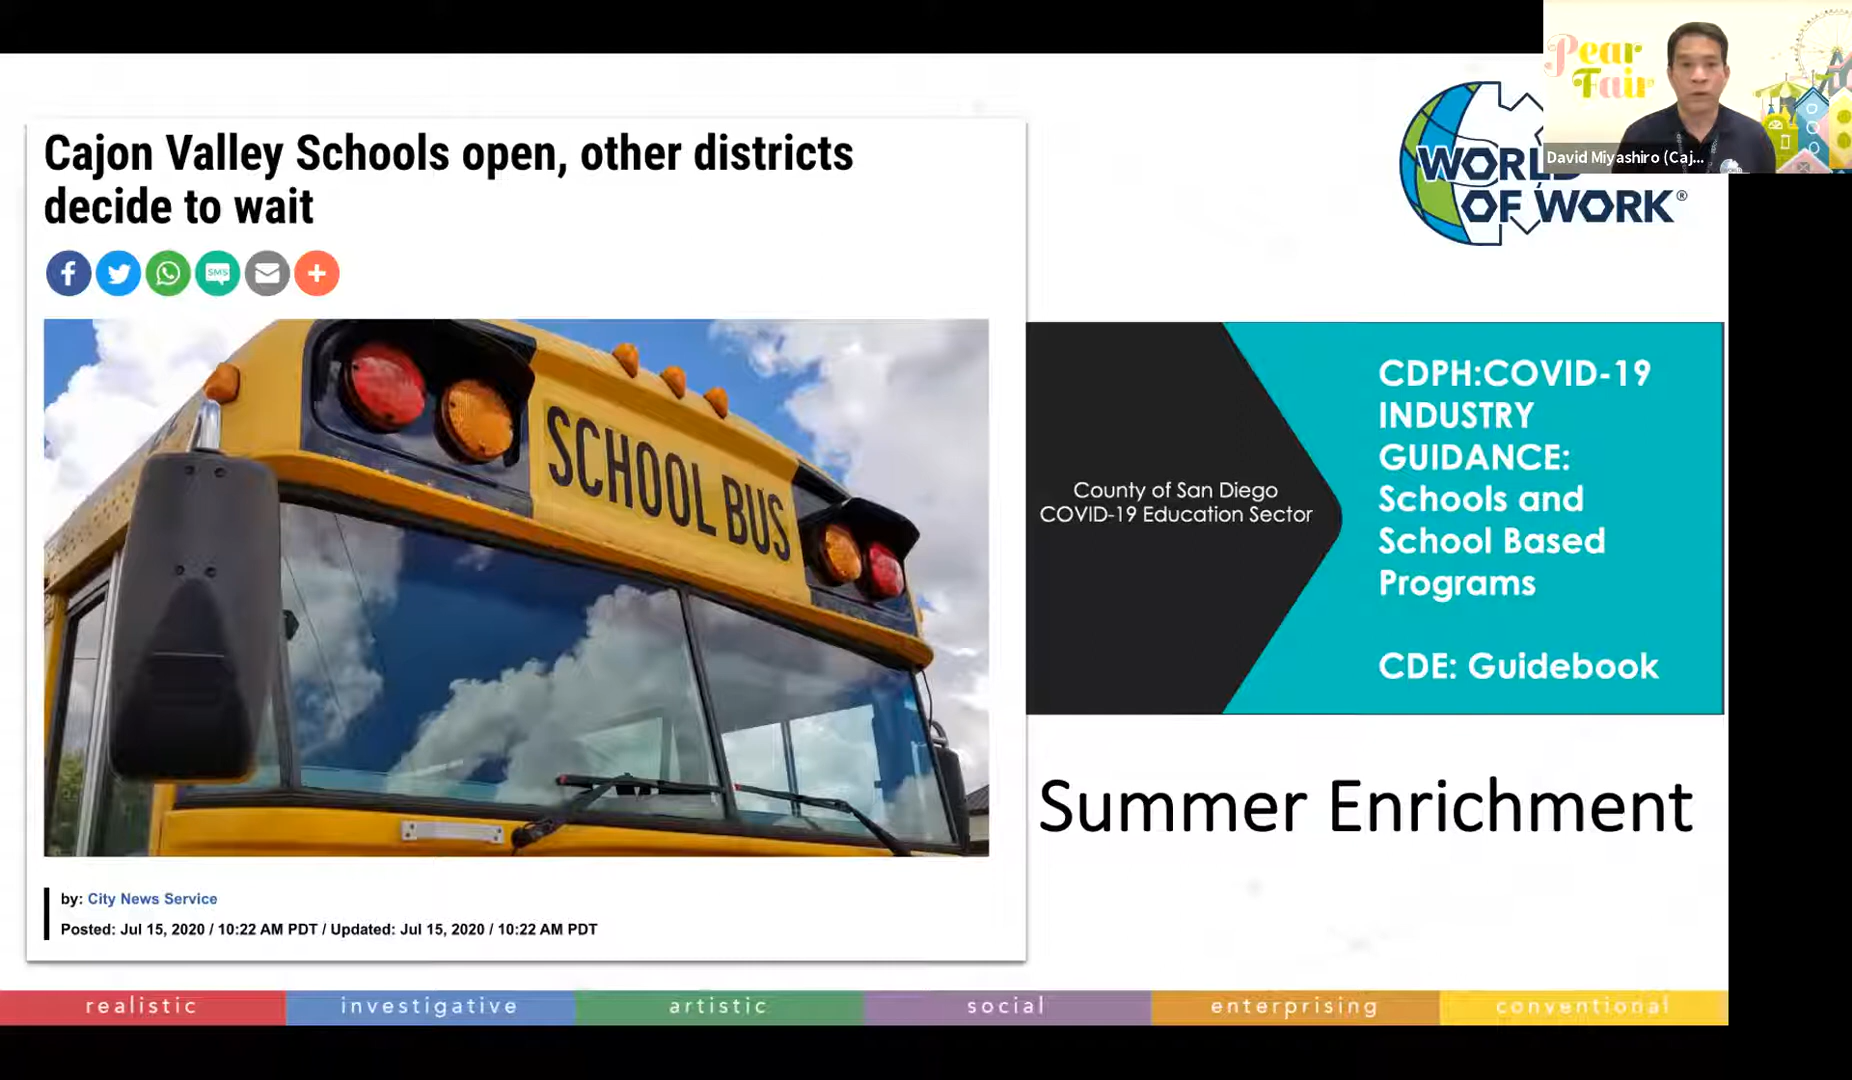 Pear
Fair
David Miyashiro (Caj...
WORLD
OF WORK®
Cajon Valley Schools open, other districts
decide to wait
SMS
SCHOOL BUS
by: City News Service
Posted: Jul 15, 2020 / 10:22 AM PDT / Updated: Jul 15, 2020 / 10:22 AM PDT
County of San Diego
COVID-19 Education Sector
CDPH:COVID-19
INDUSTRY
GUIDANCE:
Schools and
School Based
Programs
CDE: Guidebook
Summer Enrichment
realistic
investigative
artistic
social
enterprising
conventional